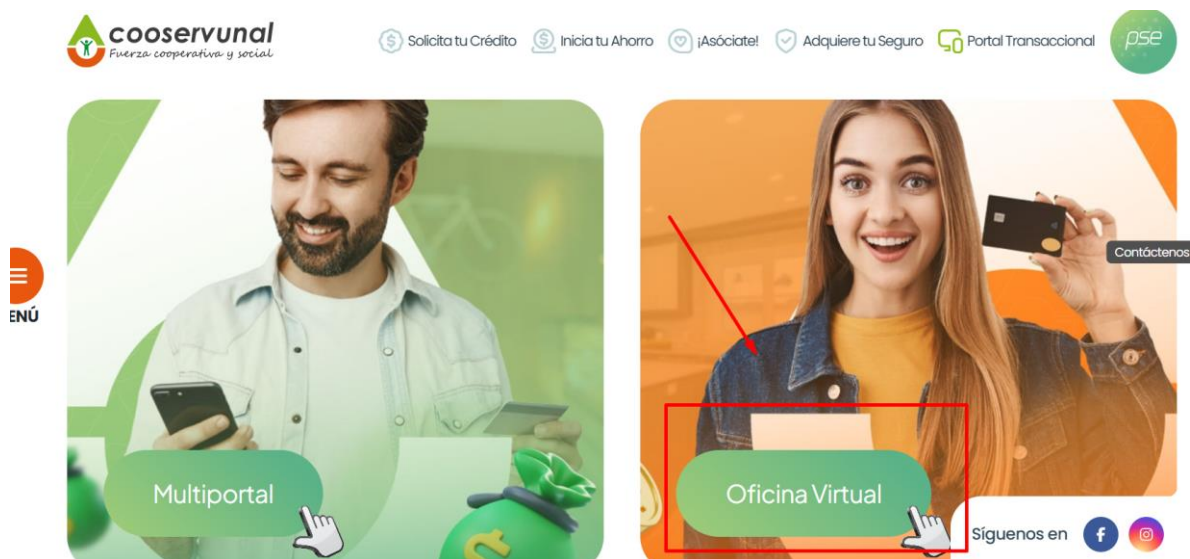 cooservunal
Fuerza cooperativa y social
Solicita tu Crédito
Inicia tu Ahorro
¡Asóciate!
Adquiere tu Seguro
Portal Transaccional
pse
Contáctenos
ENÚ
Multiportal
Oficina Virtual
Síguenos en